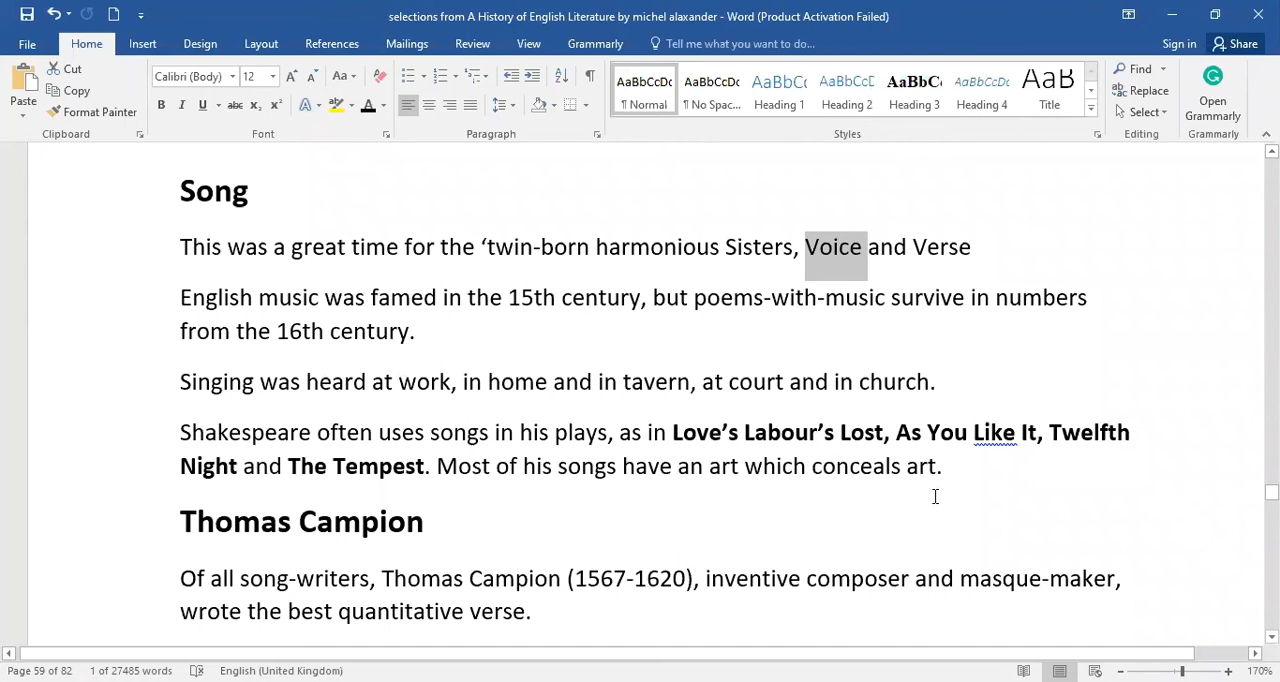 selections from A History of English Literature by michel alaxander - Word (Product Activation Failed)
File Home Insert Design Layout References Mailings Review View Grammarly Tell me what you want to do... Sign in Share
Paste Cut Copy Format Painter Clipboard
Calibri (Body) 12 Font
Paragraph
AaBbCcDc ¶ Normal
AaBbCcDc ¶ No Spac...
AaBbCc Heading 1
AaBbCcD Heading 2
AaBbC Heading 3
AaBbCcD Heading 4
AaB Title
Styles
Find Replace Select Editing
Open Grammarly Grammarly
Song
This was a great time for the ‘twin-born harmonious Sisters, Voice and Verse
English music was famed in the 15th century, but poems-with-music survive in numbers
from the 16th century.
Singing was heard at work, in home and in tavern, at court and in church.
Shakespeare often uses songs in his plays, as in Love’s Labour’s Lost, As You Like It, Twelfth
Night and The Tempest. Most of his songs have an art which conceals art.
Thomas Campion
Of all song-writers, Thomas Campion (1567-1620), inventive composer and masque-maker,
wrote the best quantitative verse.
Page 59 of 82 1 of 27485 words English (United Kingdom) 170%